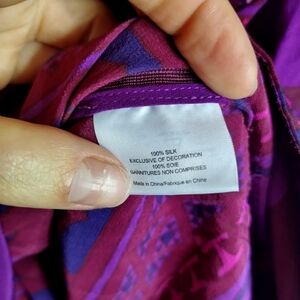 100% SILK
EXCLUSIVE OF DECORATION
100% SOIE
GARNITURES NON COMPRISES
Made in China/Fabriqué en Chine